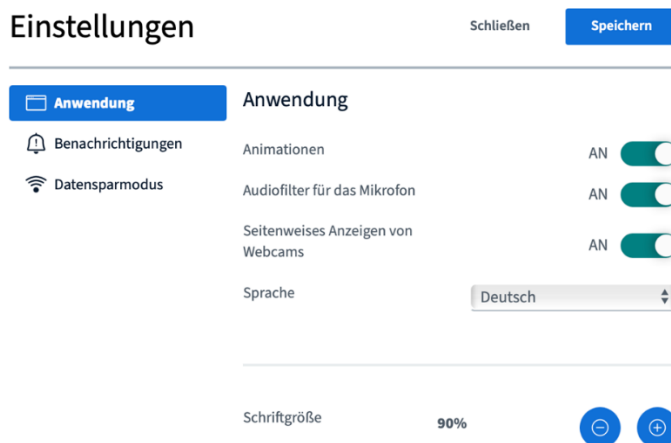 Einstellungen
Schließen
Speichern
Anwendung
Benachrichtigungen
Datensparmodus
Anwendung
Animationen
AN
Audiofilter für das Mikrofon
AN
Seitenweises Anzeigen von
Webcams
AN
Sprache
Deutsch
Schriftgröße
90%